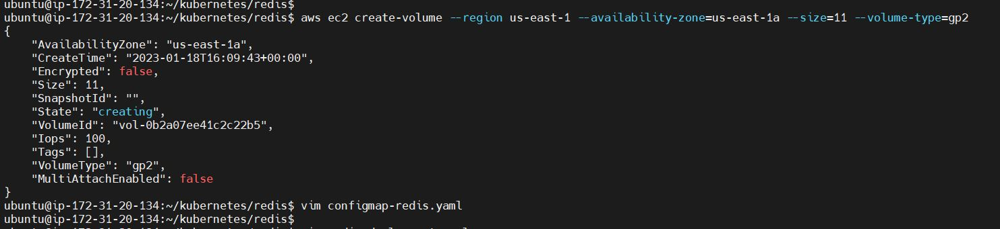 ubuntu@ip-172-31-20-134:~/kubernetes/redis$
ubuntu@ip-172-31-20-134:~/kubernetes/redis$ aws ec2 create-volume --region us-east-1 --availability-zone=us-east-1a --size=11 --volume-type=gp2
{
    "AvailabilityZone": "us-east-1a",
    "CreateTime": "2023-01-18T16:09:43+00:00",
    "Encrypted": false,
    "Size": 11,
    "SnapshotId": "",
    "State": "creating",
    "VolumeId": "vol-0b2a07ee41c2c22b5",
    "Iops": 100,
    "Tags": [],
    "VolumeType": "gp2",
    "MultiAttachEnabled": false
}
ubuntu@ip-172-31-20-134:~/kubernetes/redis$ vim configmap-redis.yaml
ubuntu@ip-172-31-20-134:~/kubernetes/redis$